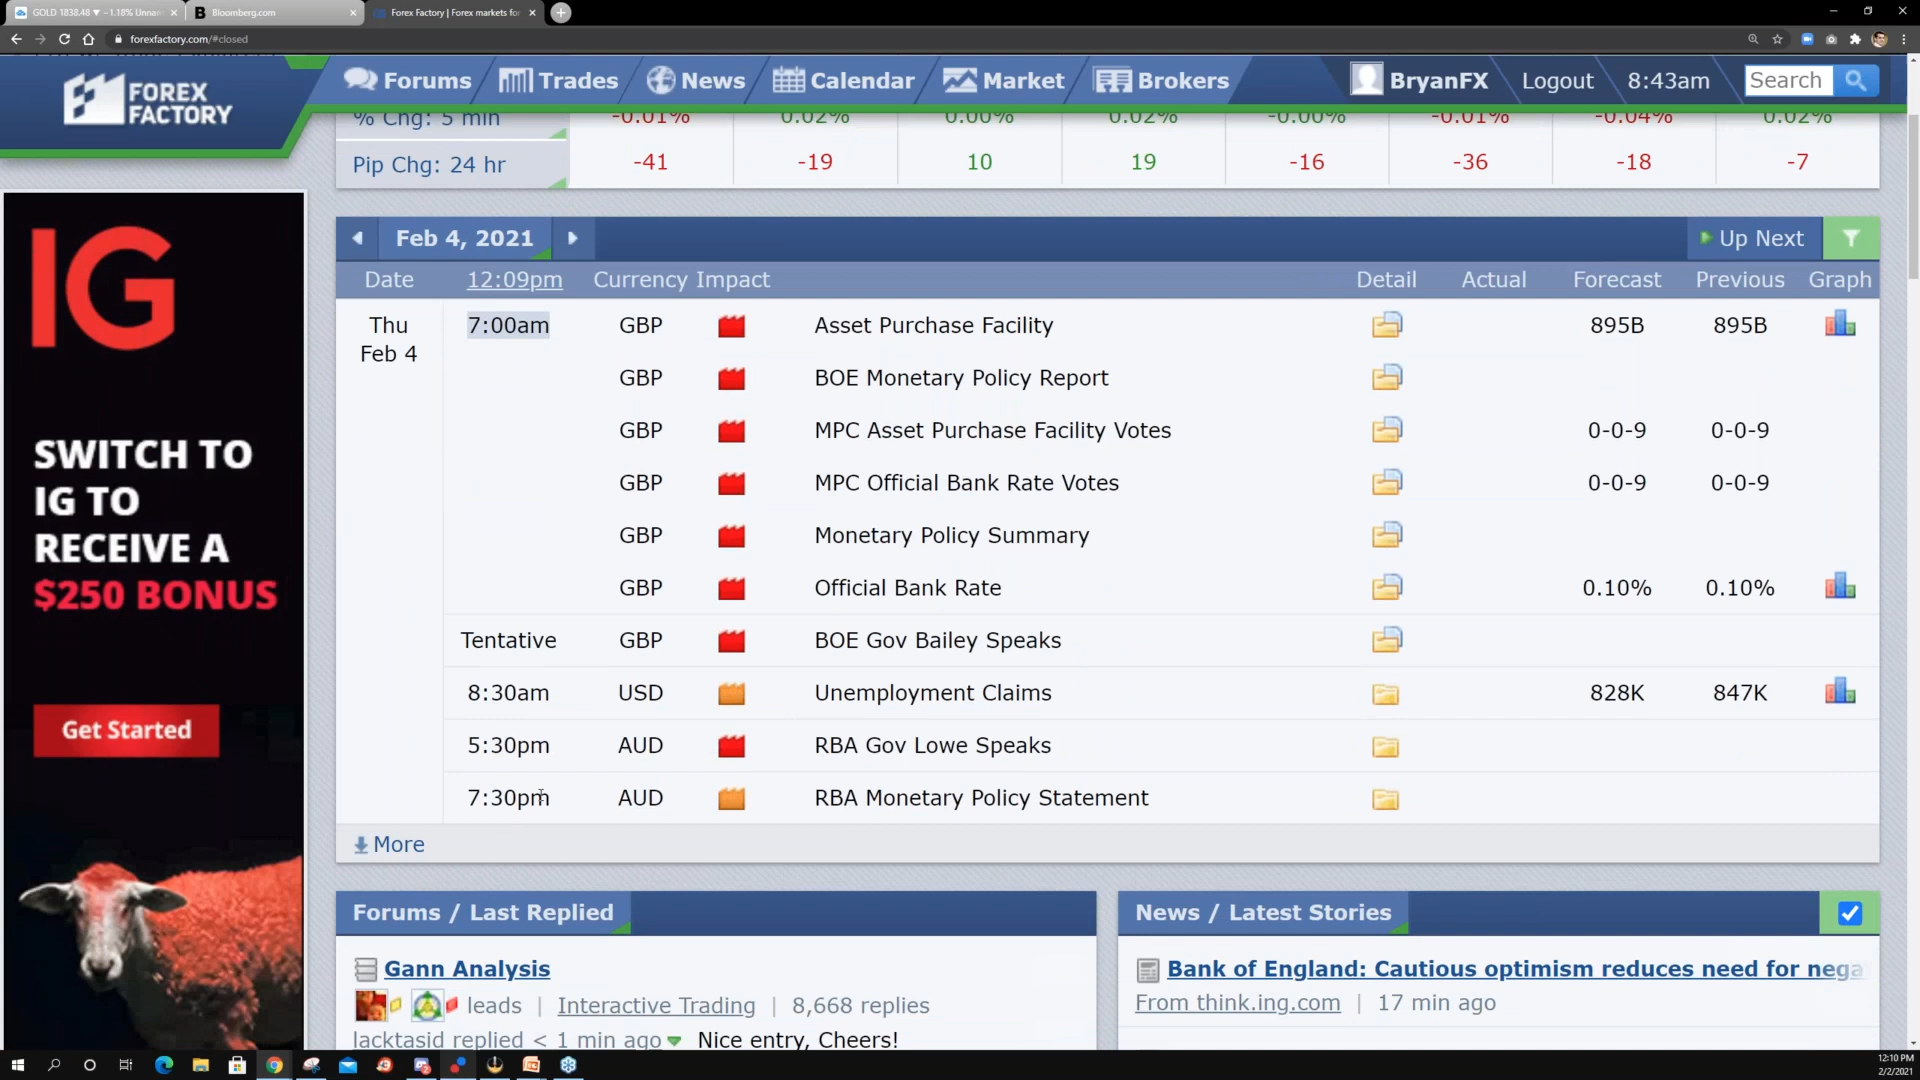 GOLD 1838.48 ▼ −1.18% Unnan
Bloomberg.com
Forex Factory | Forex markets for
forexfactory.com/#closed
FOREX
FACTORY
Forums Trades News Calendar Market Brokers BryanFX Logout 8:43am Search
% Chg: 5 min -0.01% 0.02% 0.00% 0.02% -0.00% -0.01% -0.04% 0.02%
Pip Chg: 24 hr -41 -19 10 19 -16 -36 -18 -7
Feb 4, 2021 Up Next
Date 12:09pm Currency Impact Detail Actual Forecast Previous Graph
Thu 7:00am GBP Asset Purchase Facility 895B 895B
Feb 4
GBP BOE Monetary Policy Report
GBP MPC Asset Purchase Facility Votes 0-0-9 0-0-9
GBP MPC Official Bank Rate Votes 0-0-9 0-0-9
GBP Monetary Policy Summary
GBP Official Bank Rate 0.10% 0.10%
Tentative GBP BOE Gov Bailey Speaks
8:30am USD Unemployment Claims 828K 847K
5:30pm AUD RBA Gov Lowe Speaks
7:30pm AUD RBA Monetary Policy Statement
More
IG
SWITCH TO
IG TO
RECEIVE A
$250 BONUS
Get Started
Forums / Last Replied
Gann Analysis
leads | Interactive Trading | 8,668 replies
lacktasid replied < 1 min ago Nice entry, Cheers!
News / Latest Stories
Bank of England: Cautious optimism reduces need for nega
From think.ing.com | 17 min ago
12:10 PM
2/2/2021